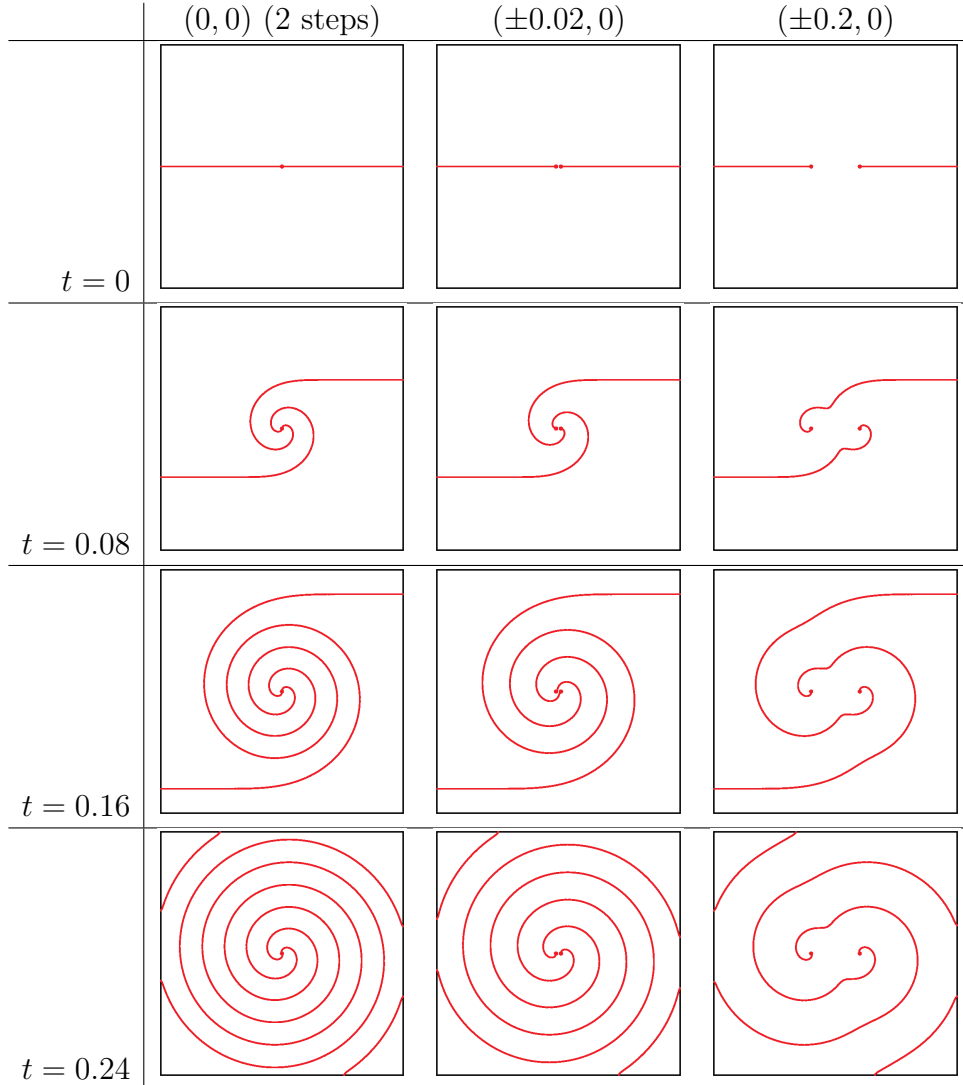 (0, 0) (2 steps) (±0.02, 0) (±0.2, 0)
t = 0
t = 0.08
t = 0.16
t = 0.24